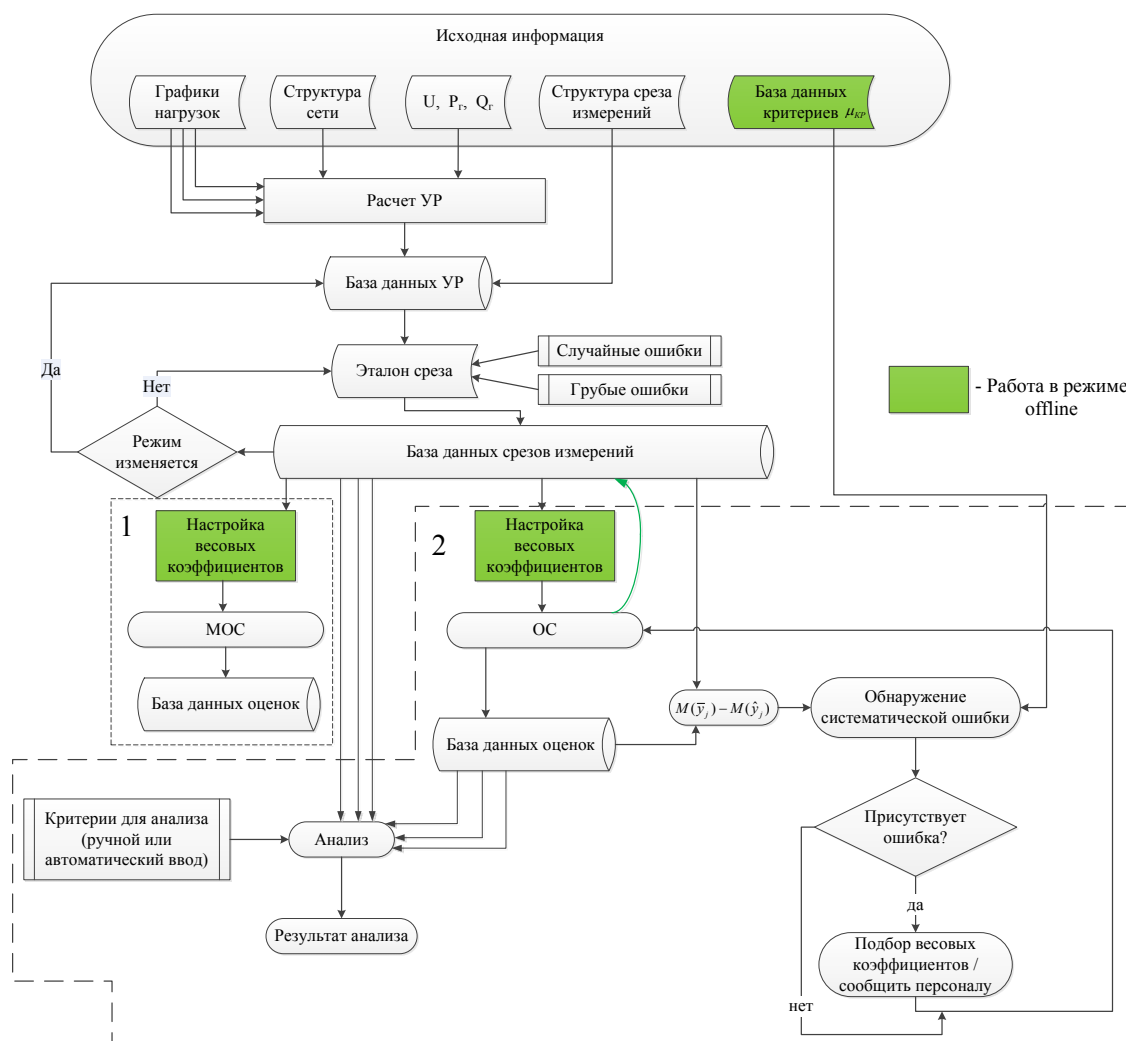 Исходная информация
Графики
нагрузок
Структура
сети
U, Pг, Qг
Структура среза
измерений
База данных
критериев μКР
Расчет УР
База данных УР
Эталон среза
Случайные ошибки
Грубые ошибки
Да
Нет
Режим
изменяется
База данных срезов измерений
- Работа в режиме
offline
1
Настройка
весовых
коэффициентов
МОС
База данных оценок
2
Настройка
весовых
коэффициентов
ОС
База данных оценок
M(ȳj) – M(ŷj)
Обнаружение
систематической ошибки
Присутствует
ошибка?
да
нет
Подбор весовых
коэффициентов /
сообщить персоналу
Критерии для анализа
(ручной или
автоматический ввод)
Анализ
Результат анализа